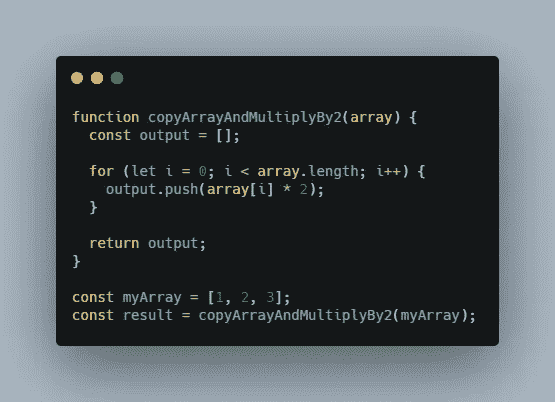 function copyArrayAndMultiplyBy2(array) {
  const output = [];
  for (let i = 0; i < array.length; i++) {
    output.push(array[i] * 2);
  }
  return output;
}
const myArray = [1, 2, 3];
const result = copyArrayAndMultiplyBy2(myArray);